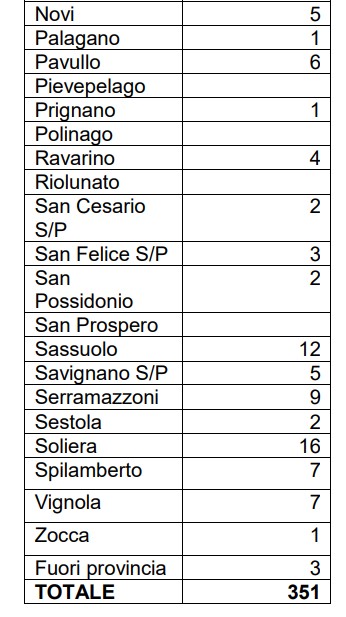 Novi 5
Palagano 1
Pavullo 6
Pievepelago
Prignano 1
Polinago
Ravarino 4
Riolunato
San Cesario 2
S/P
San Felice S/P 3
San 2
Possidonio
San Prospero
Sassuolo 12
Savignano S/P 5
Serramazzoni 9
Sestola 2
Soliera 16
Spilamberto 7
Vignola 7
Zocca 1
Fuori provincia 3
TOTALE 351